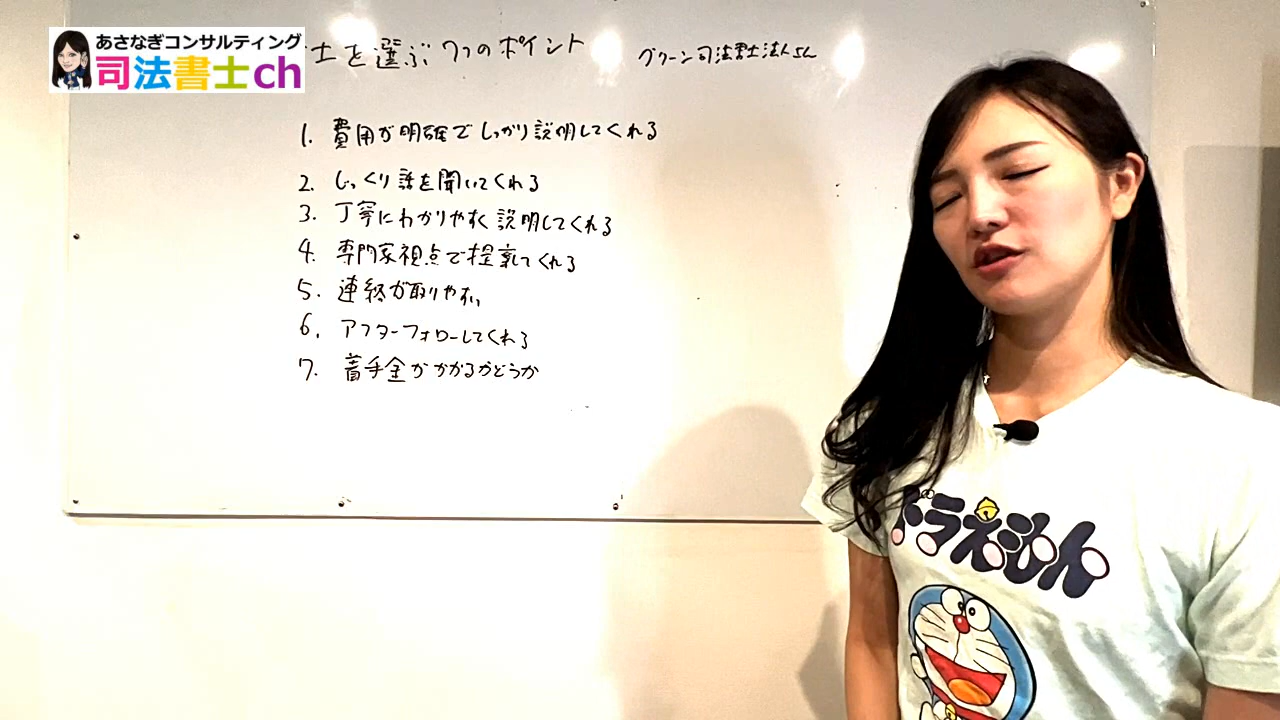 あさなぎコンサルティング
司法書士ch
士を選ぶ7つのポイント
グリーン司法書士法人さん
1. 費用が明確でしっかり説明してくれる
2. じっくり話を聞いてくれる
3. 丁寧にわかりやすく説明してくれる
4. 専門家視点で提案してくれる
5. 連絡が取りやすい
6. アフターフォローしてくれる
7. 着手金がかかるかどうか
ドラえもん